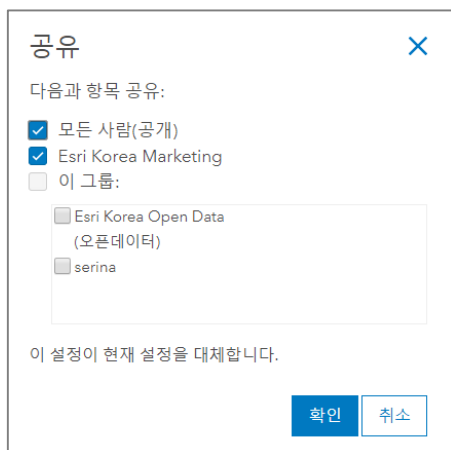 공유
다음과 항목 공유:
모든 사람(공개)
Esri Korea Marketing
이 그룹:
Esri Korea Open Data
(오픈데이터)
serina
이 설정이 현재 설정을 대체합니다.
확인 취소